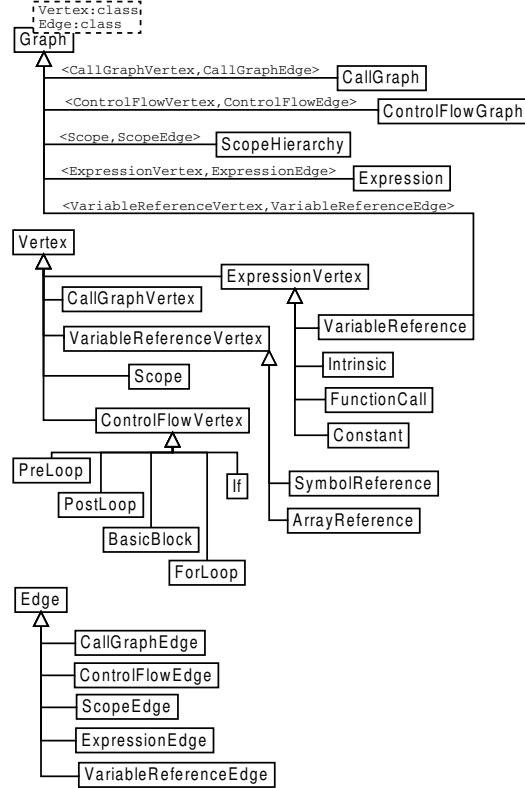 Vertex:class
Edge:class
Graph
<CallGraphVertex,CallGraphEdge>
CallGraph
<ControlFlowVertex,ControlFlowEdge>
ControlFlowGraph
<Scope,ScopeEdge>
ScopeHierarchy
<ExpressionVertex,ExpressionEdge>
Expression
<VariableReferenceVertex,VariableReferenceEdge>
Vertex
ExpressionVertex
CallGraphVertex
VariableReference
VariableReferenceVertex
Intrinsic
Scope
FunctionCall
ControlFlowVertex
Constant
PreLoop
If
SymbolReference
PostLoop
ArrayReference
BasicBlock
ForLoop
Edge
CallGraphEdge
ControlFlowEdge
ScopeEdge
ExpressionEdge
VariableReferenceEdge